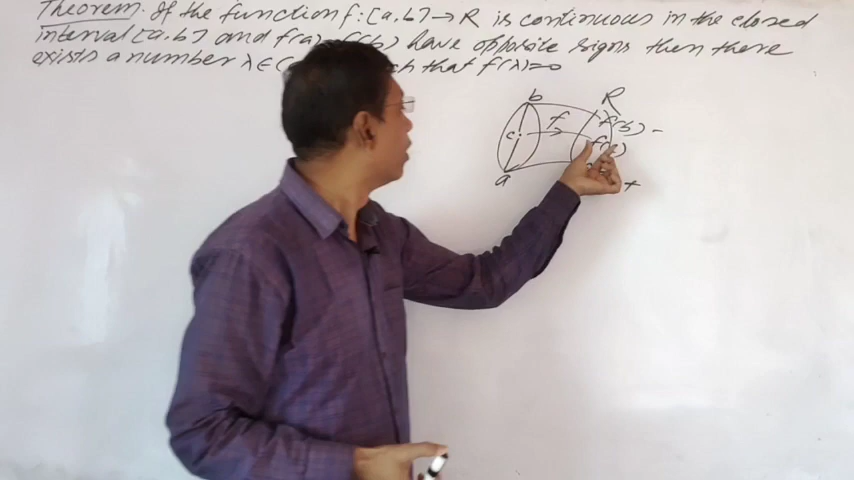 Theorem. If the function f: [a,b] → R is continuous in the closed
interval [a,b] and f(a), f(b) have opposite signs then there
exists a number λ∈( such that f(λ)=0
b
R
f
f(b) -
c
f(c)
a
+